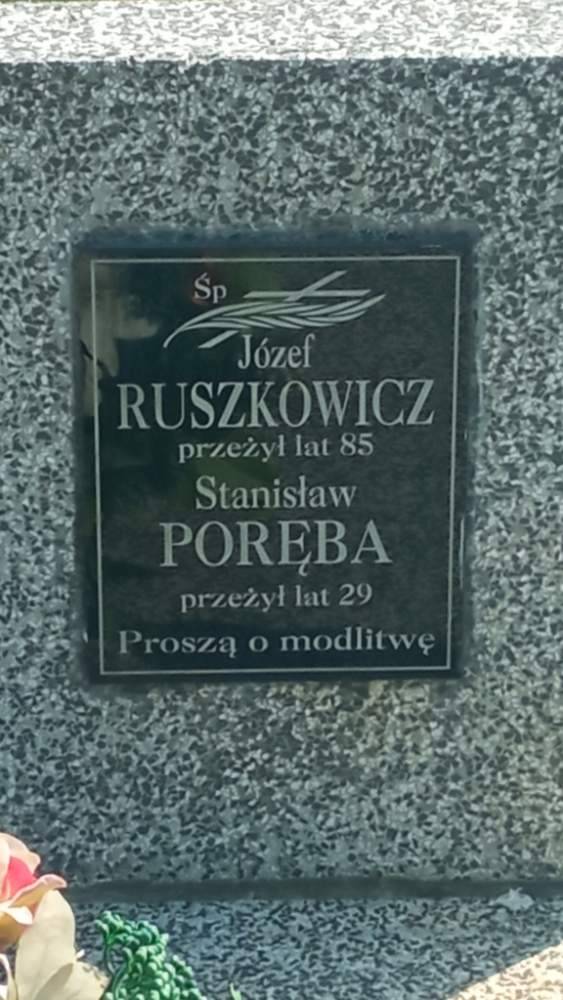 Śp
Józef
RUSZKOWICZ
przeżył lat 85
Stanisław
PORĘBA
przeżył lat 29
Proszą o modlitwę